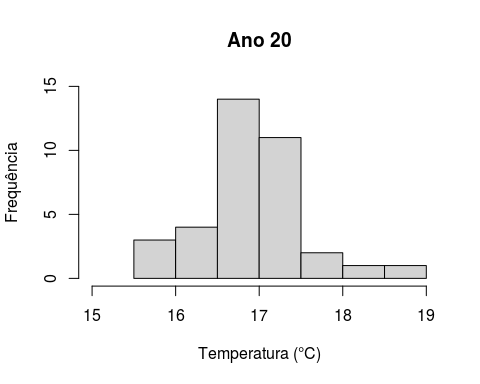 Ano 20
15
10
5
0
Frequência
15 16 17 18 19
Temperatura (°C)